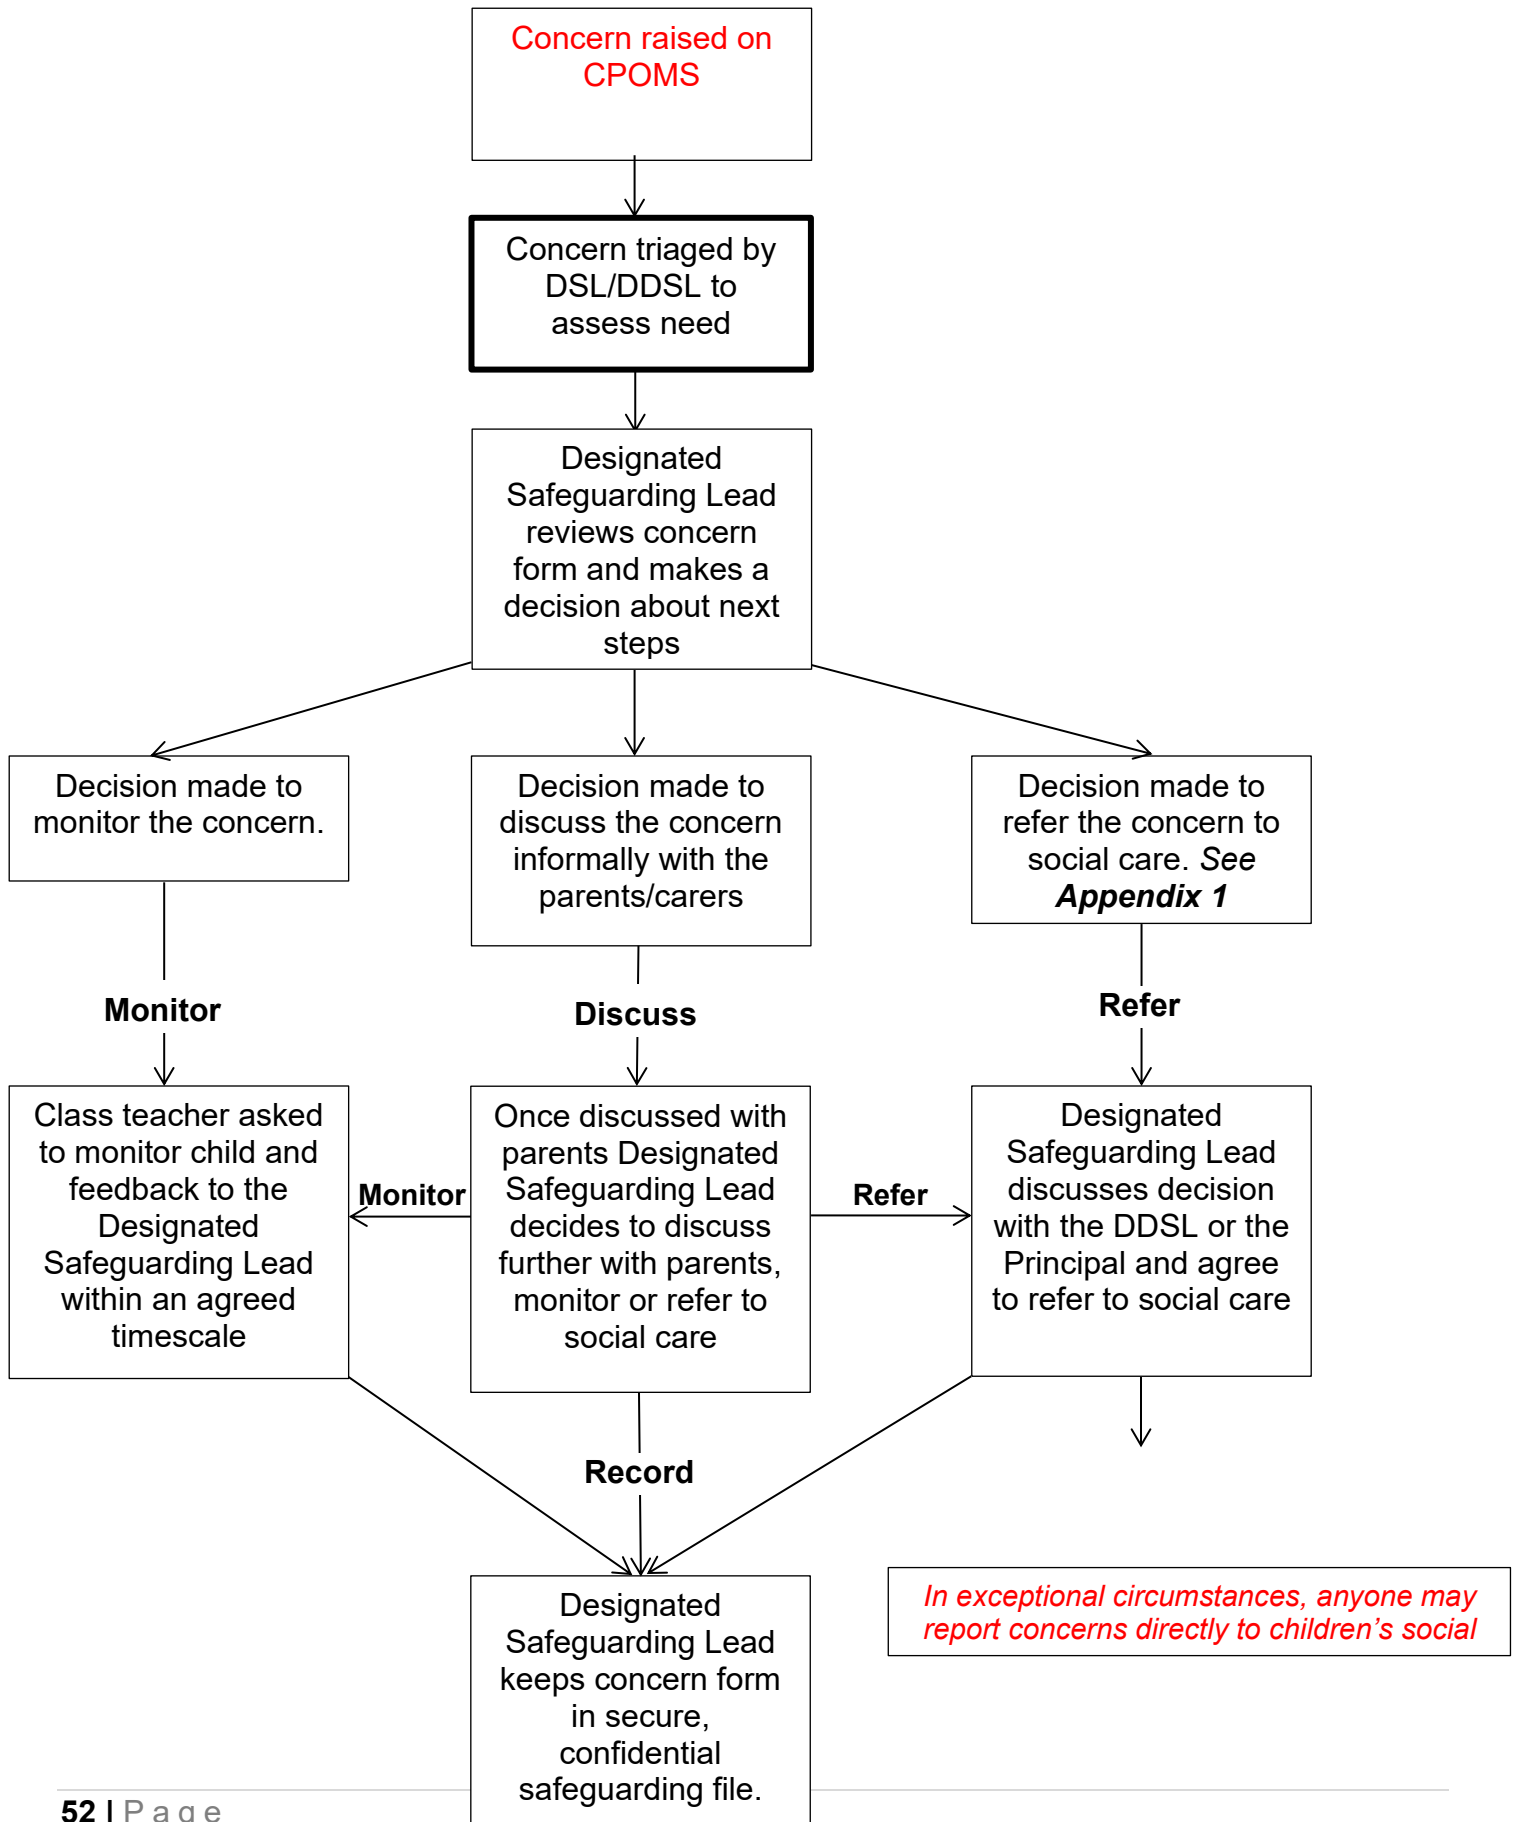 Concern raised on
CPOMS
Concern triaged by
DSL/DDSL to
assess need
Designated
Safeguarding Lead
reviews concern
form and makes a
decision about next
steps
Decision made to
monitor the concern.
Decision made to
discuss the concern
informally with the
parents/carers
Decision made to
refer the concern to
social care. See
Appendix 1
Monitor
Discuss
Refer
Class teacher asked
to monitor child and
feedback to the
Designated
Safeguarding Lead
within an agreed
timescale
Monitor
Once discussed with
parents Designated
Safeguarding Lead
decides to discuss
further with parents,
monitor or refer to
social care
Refer
Designated
Safeguarding Lead
discusses decision
with the DDSL or the
Principal and agree
to refer to social care
Record
Designated
Safeguarding Lead
keeps concern form
in secure,
confidential
safeguarding file.
In exceptional circumstances, anyone may
report concerns directly to children’s social
52 | Page